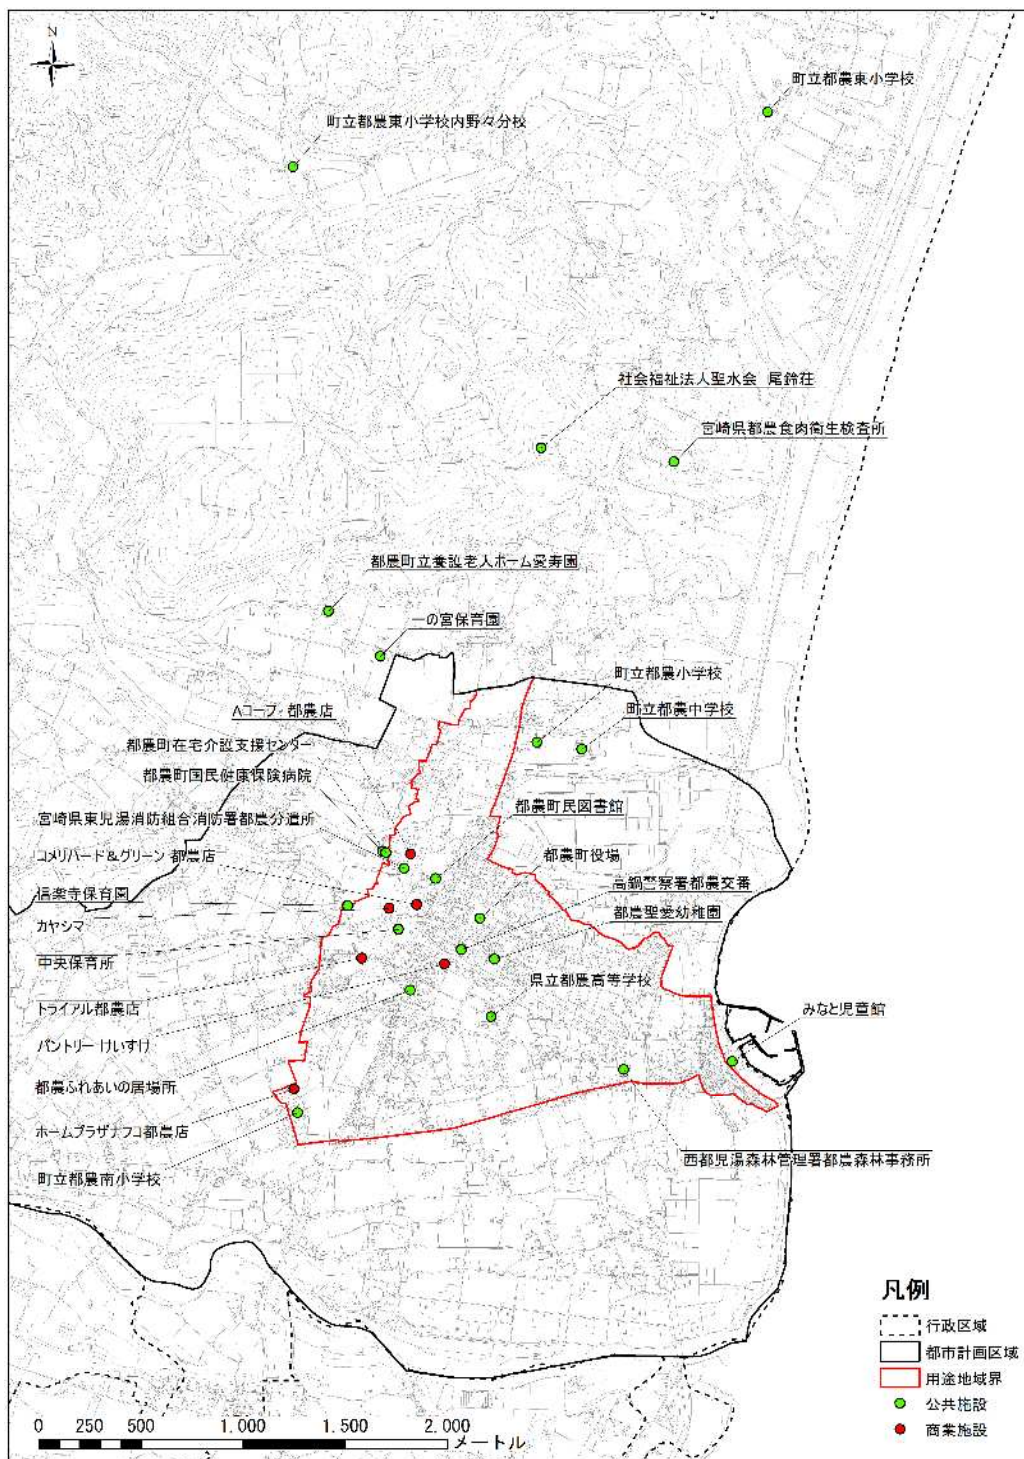 N
町立都農東小学校
町立都農東小学校内野々分校
社会福祉法人聖水会 尾鈴荘
宮崎県都農食肉衛生検査所
都農町立養護老人ホーム愛寿園
一の宮保育園
町立都農小学校
Aコープ 都農店
町立都農中学校
都農町在宅介護支援センター
都農町国民健康保険病院
都農町民図書館
宮崎県東児湯消防組合消防署都農分遣所
コメリハード&グリーン 都農店
都農町役場
高鍋警察署都農交番
信楽寺保育園
都農聖愛幼稚園
カヤシマ
中央保育所
県立都農高等学校
トライアル都農店
みなと児童館
パントリー けいすけ
都農ふれあいの居場所
ホームプラザナフコ都農店
西都児湯森林管理署都農森林事務所
町立都農南小学校
凡例
行政区域
都市計画区域
用途地域界
公共施設
商業施設
0 250 500 1,000 1,500 2,000
メートル